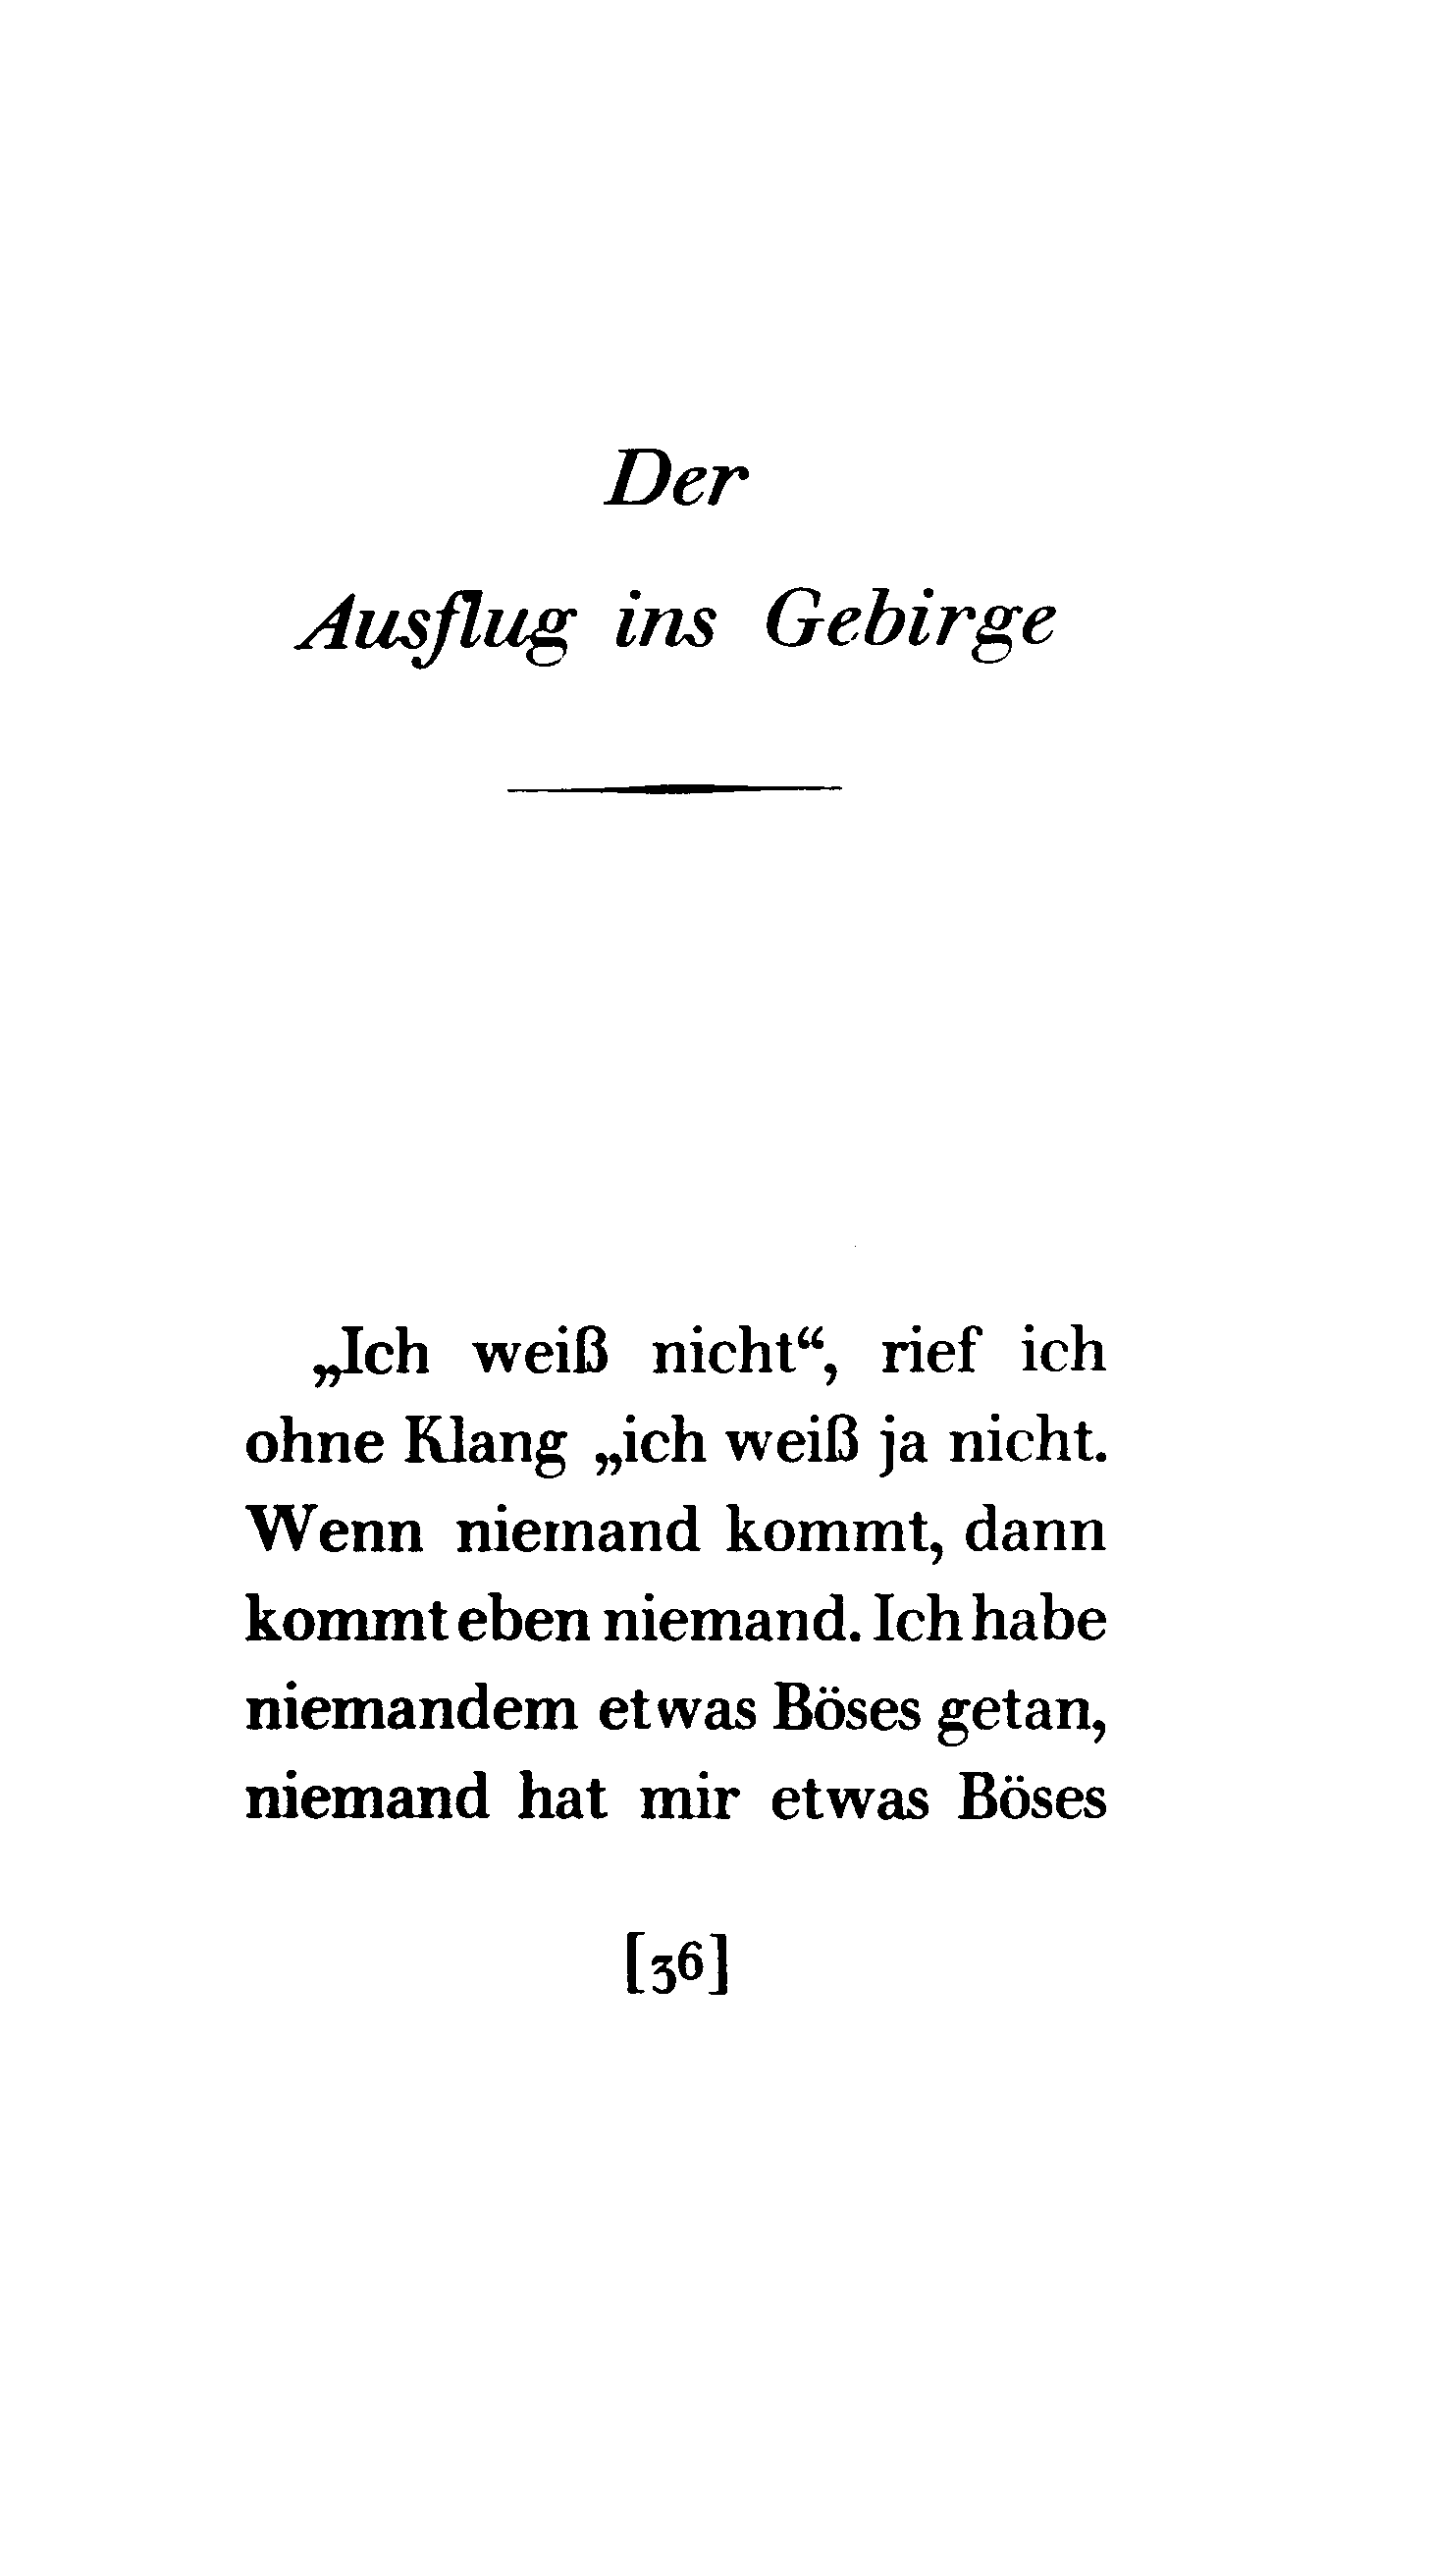 Der
Ausflug ins Gebirge
„Ich weiß nicht“, rief ich
ohne Klang „ich weiß ja nicht.
Wenn niemand kommt, dann
kommt eben niemand. Ich habe
niemandem etwas Böses getan,
niemand hat mir etwas Böses
[36]